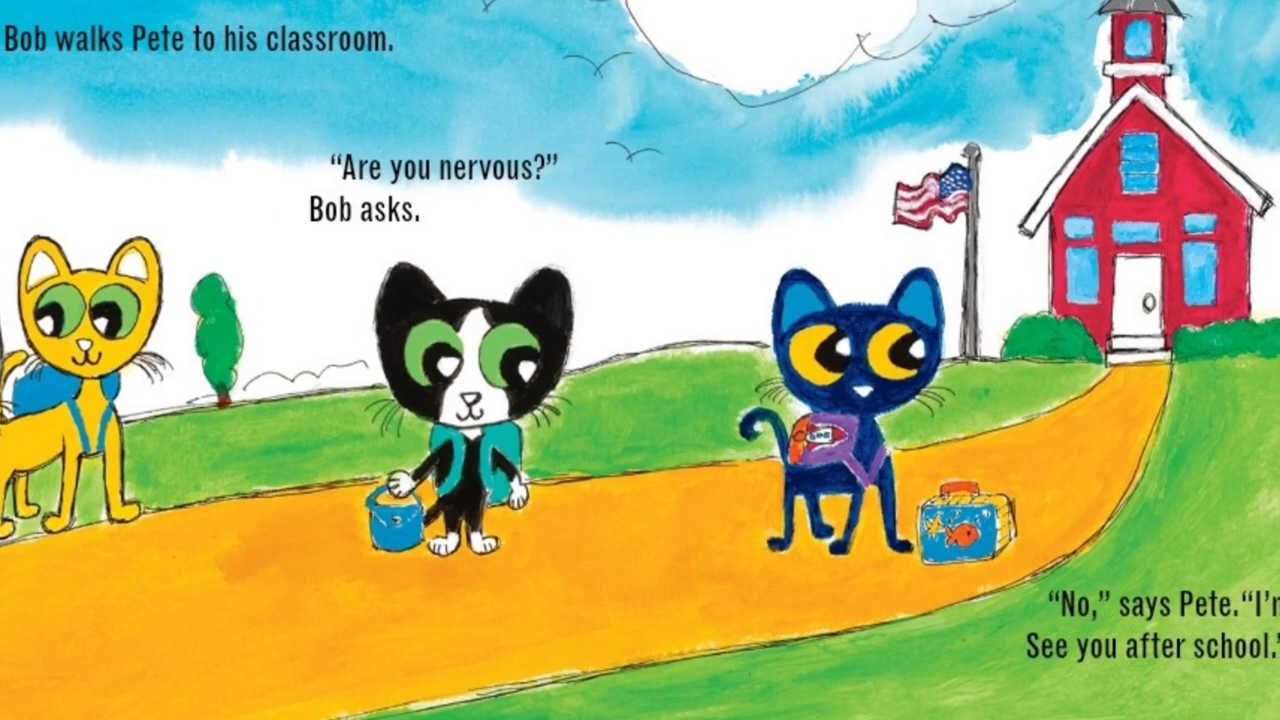 Bob walks Pete to his classroom.
“Are you nervous?”
Bob asks.
“No,” says Pete.“I’
See you after school.”